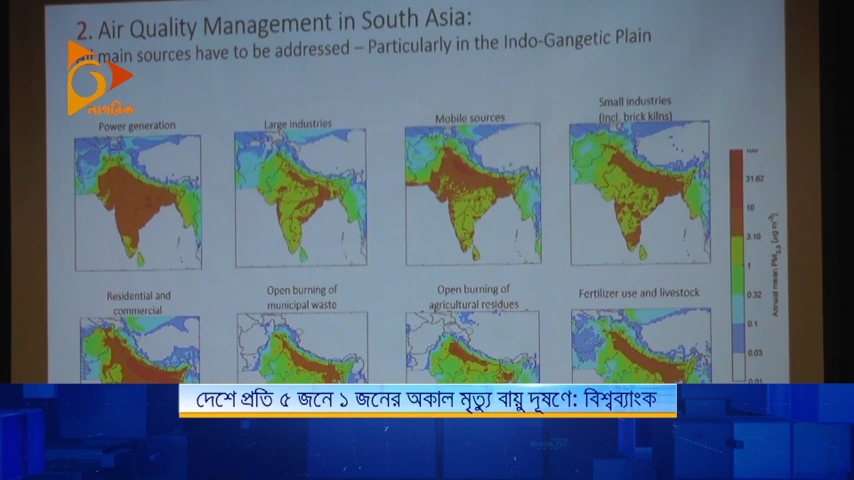 2. Air Quality Management in South Asia:
All main sources have to be addressed – Particularly in the Indo-Gangetic Plain
নাগরিক
Power generation
Large industries
Mobile sources
Small industries
(incl. brick kilns)
31.62
10
3.16
1
0.32
0.1
0.03
0.01
Annual mean PM2.5 [µg m-3]
Residential and
commercial
Open burning of
municipal waste
Open burning of
agricultural residues
Fertilizer use and livestock
দেশে প্রতি ৫ জনে ১ জনের অকাল মৃত্যু বায়ু দূষণে: বিশ্বব্যাংক